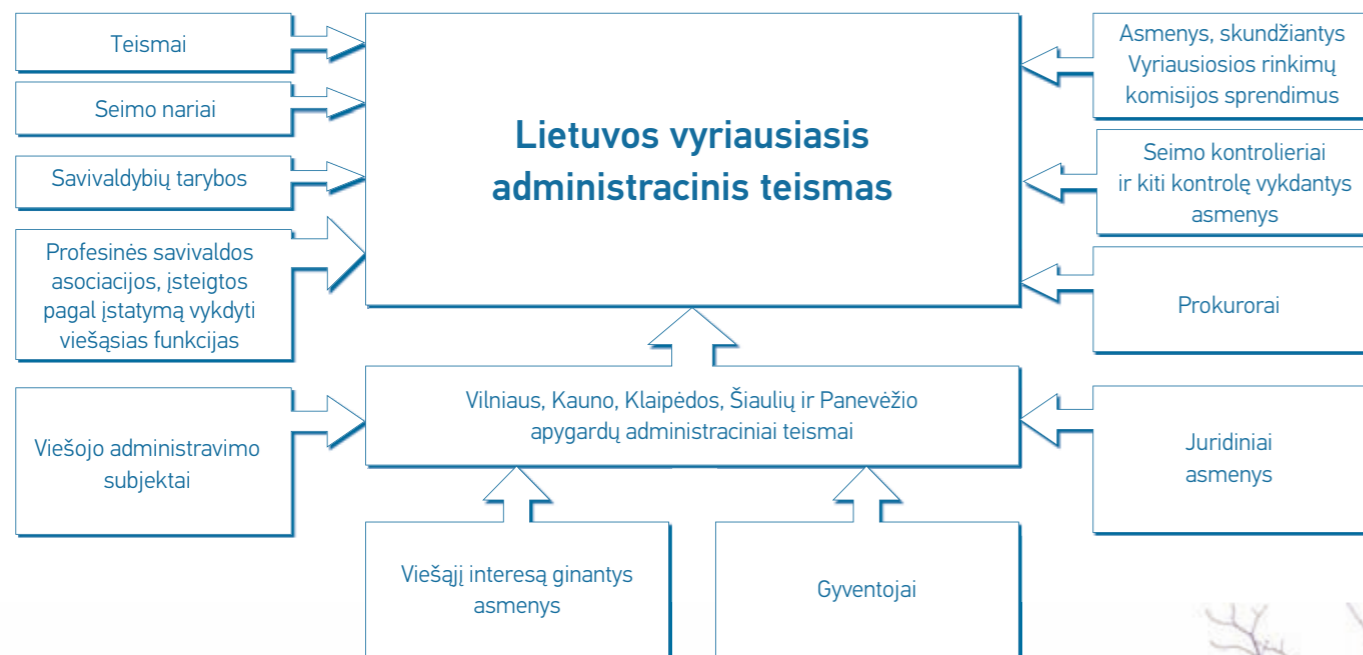 Teismai
Seimo nariai
Savivaldybių tarybos
Profesinės savivaldos
asociacijos, įsteigtos
pagal įstatymą vykdyti
viešąsias funkcijas
Viešojo administravimo
subjektai
Lietuvos vyriausiasis
administracinis teismas
Vilniaus, Kauno, Klaipėdos, Šiaulių ir Panevėžio
apygardų administraciniai teismai
Viešąjį interesą ginantys
asmenys
Gyventojai
Asmenys, skundžiantys
Vyriausiosios rinkimų
komisijos sprendimus
Seimo kontrolieriai
ir kiti kontrolę vykdantys
asmenys
Prokurorai
Juridiniai
asmenys